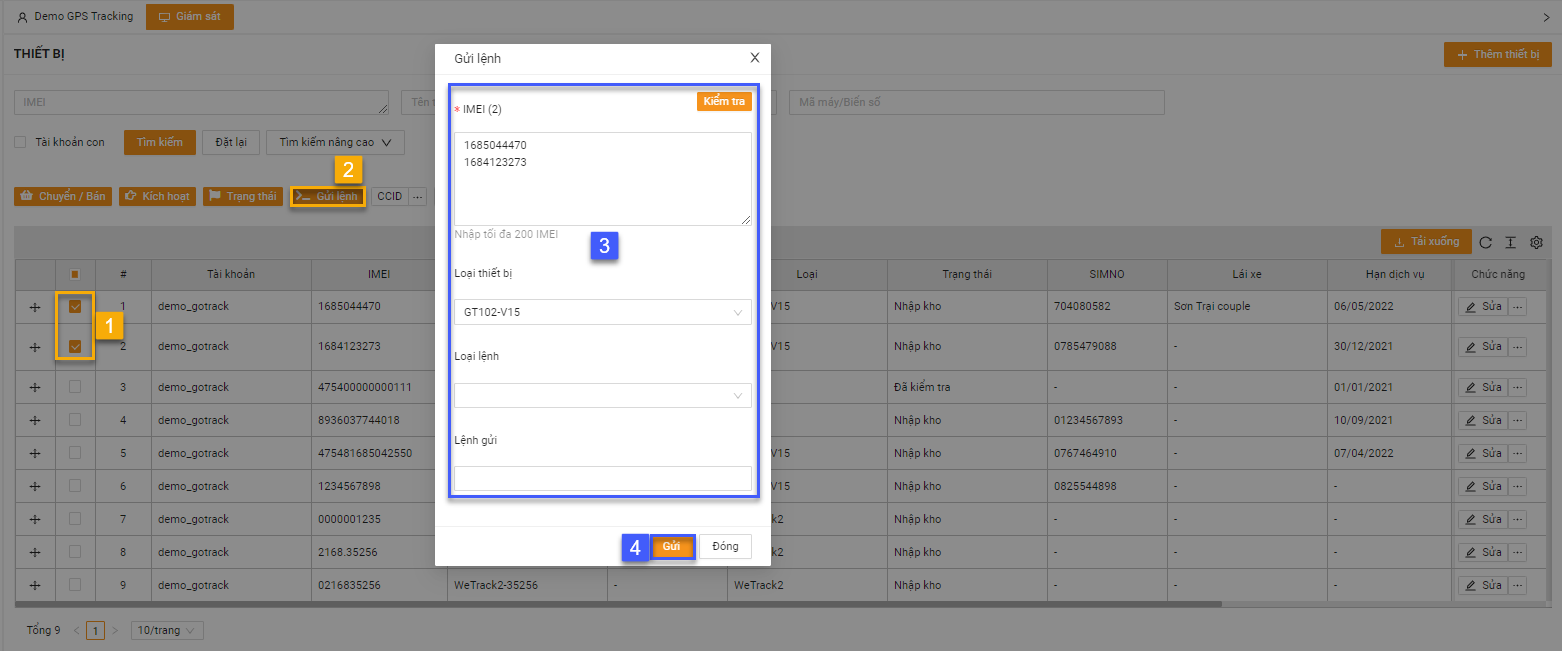 Demo GPS Tracking Giám sát
THIẾT BỊ
Thêm thiết bị
IMEI Tên t Mã máy/Biển số
Tài khoản con Tìm kiếm Đặt lại Tìm kiếm nâng cao
2
Chuyển / Bán Kích hoạt Trạng thái Gửi lệnh CCID ...
Tải xuống
# Tài khoản IMEI Loại Trạng thái SIMNO Lái xe Hạn dịch vụ Chức năng
1 demo_gotrack 1685044470 V15 Nhập kho 704080582 Sơn Trại couple 06/05/2022 Sửa ...
1
2 demo_gotrack 1684123273 V15 Nhập kho 0785479088 - 30/12/2021 Sửa ...
3 demo_gotrack 475400000000111 Đã kiểm tra - - 01/01/2021 Sửa ...
4 demo_gotrack 8936037744018 Nhập kho 01234567893 - 10/09/2021 Sửa ...
5 demo_gotrack 475481685042550 V15 Nhập kho 0767464910 - 07/04/2022 Sửa ...
6 demo_gotrack 1234567898 V15 Nhập kho 0825544898 - - Sửa ...
7 demo_gotrack 0000001235 k2 Nhập kho - - - Sửa ...
8 demo_gotrack 2168.35256 k2 Nhập kho - - - Sửa ...
9 demo_gotrack 0216835256 WeTrack2-35256 - WeTrack2 Nhập kho - - - Sửa ...
Tổng 9 < 1 > 10/trang
Gửi lệnh X
* IMEI (2) Kiểm tra
1685044470
1684123273
Nhập tối đa 200 IMEI
3
Loại thiết bị
GT102-V15
Loại lệnh
Lệnh gửi
4 Gửi Đóng